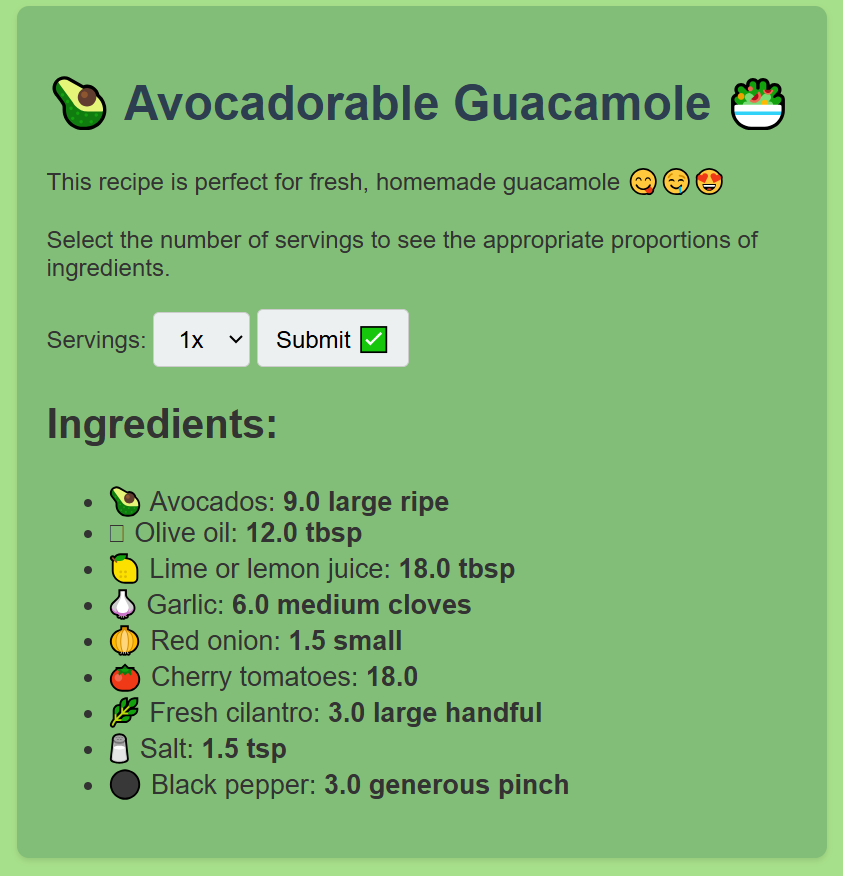 🥑 Avocadorable Guacamole 🥗
This recipe is perfect for fresh, homemade guacamole 😋🤤😍
Select the number of servings to see the appropriate proportions of
ingredients.
Servings: 1x Submit ✅
Ingredients:
• 🥑 Avocados: 9.0 large ripe
• Olive oil: 12.0 tbsp
• 🍋 Lime or lemon juice: 18.0 tbsp
• 🧄 Garlic: 6.0 medium cloves
• 🧅 Red onion: 1.5 small
• 🍅 Cherry tomatoes: 18.0
• 🌿 Fresh cilantro: 3.0 large handful
• 🧂 Salt: 1.5 tsp
• ⚫ Black pepper: 3.0 generous pinch